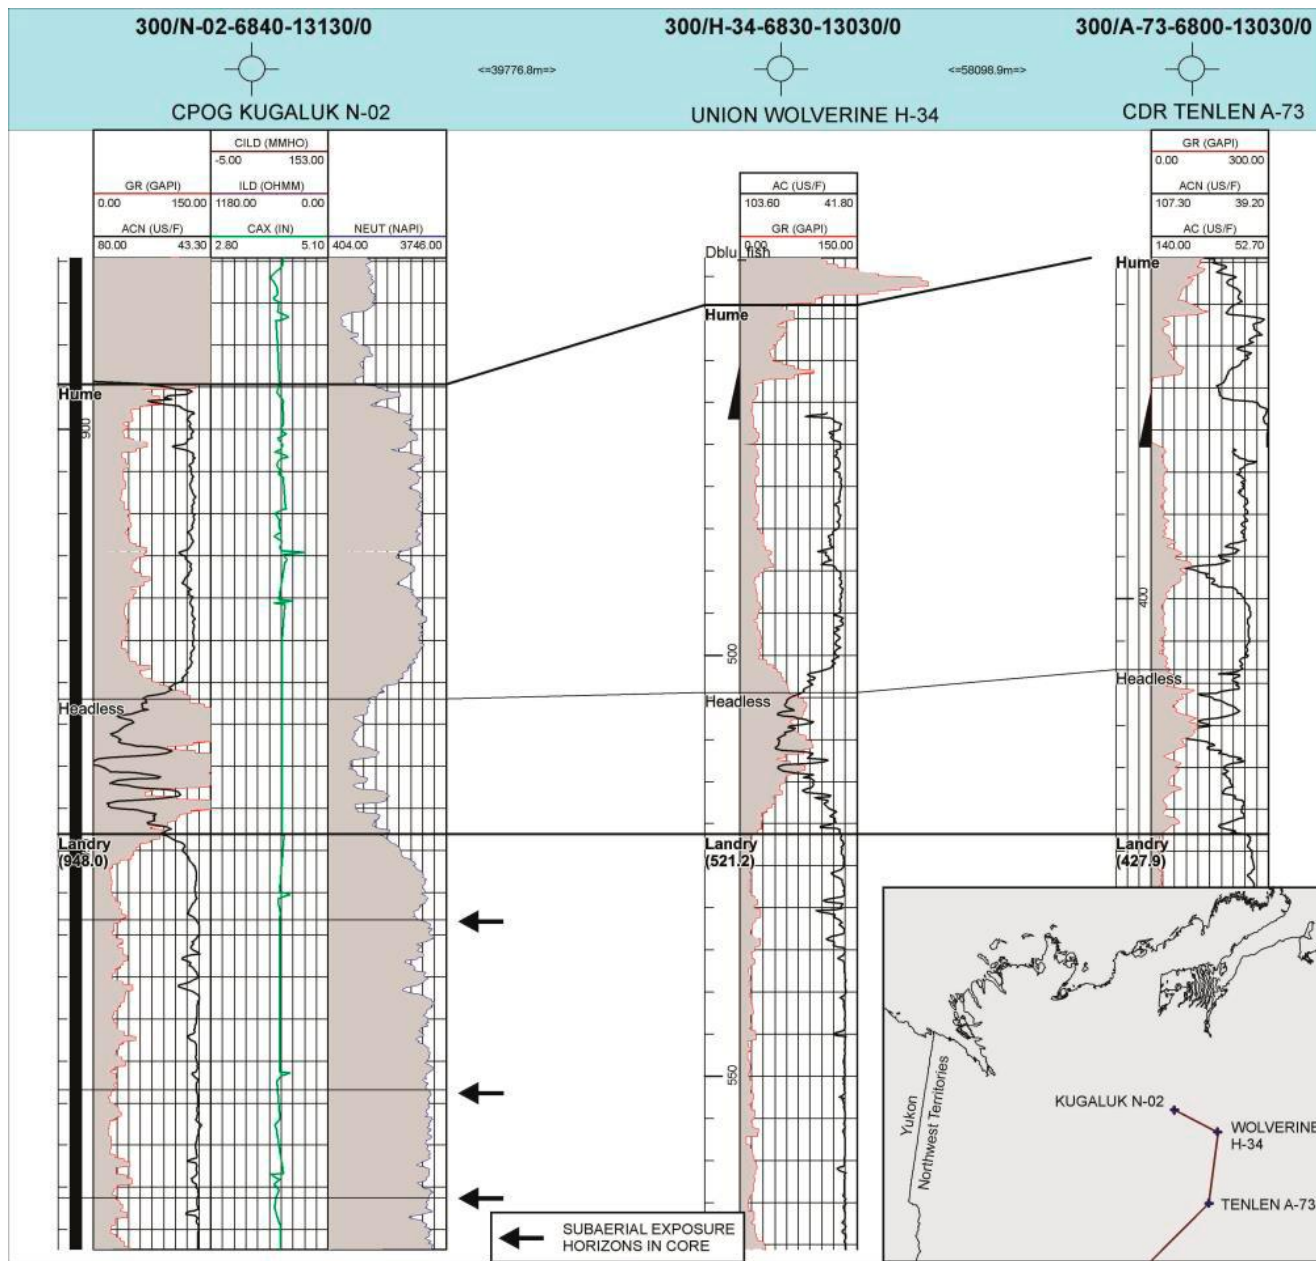 300/N-02-6840-13130/0
300/H-34-6830-13030/0
300/A-73-6800-13030/0
<=39776.8m=>
<=58098.9m=>
CPOG KUGALUK N-02
UNION WOLVERINE H-34
CDR TENLEN A-73
CILD (MMHO)
-5.00 153.00
GR (GAPI)
0.00 150.00
ILD (OHMM)
1180.00 0.00
ACN (US/F)
80.00 43.30
CAX (IN)
2.80 5.10
NEUT (NAPI)
404.00 3746.00
AC (US/F)
103.60 41.80
GR (GAPI)
0.00 150.00
GR (GAPI)
0.00 300.00
ACN (US/F)
107.30 39.20
AC (US/F)
140.00 52.70
Dblu_fish
Hume
Hume
Hume
900
500
400
Headless
Headless
Headless
Landry
(948.0)
Landry
(521.2)
Landry
(427.9)
550
SUBAERIAL EXPOSURE
HORIZONS IN CORE
Yukon
Northwest Territories
KUGALUK N-02
WOLVERINE
H-34
TENLEN A-73